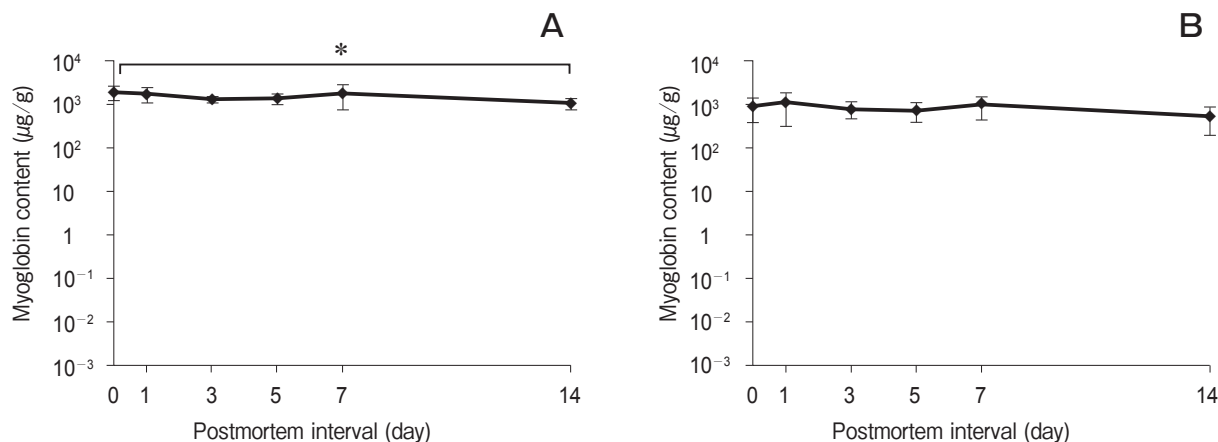 A
*
Myoglobin content (μg/g)
10⁴
10³
10²
10
1
10⁻¹
10⁻²
10⁻³
0 1 3 5 7 14
Postmortem interval (day)
B
Myoglobin content (μg/g)
10⁴
10³
10²
10
1
10⁻¹
10⁻²
10⁻³
0 1 3 5 7 14
Postmortem interval (day)